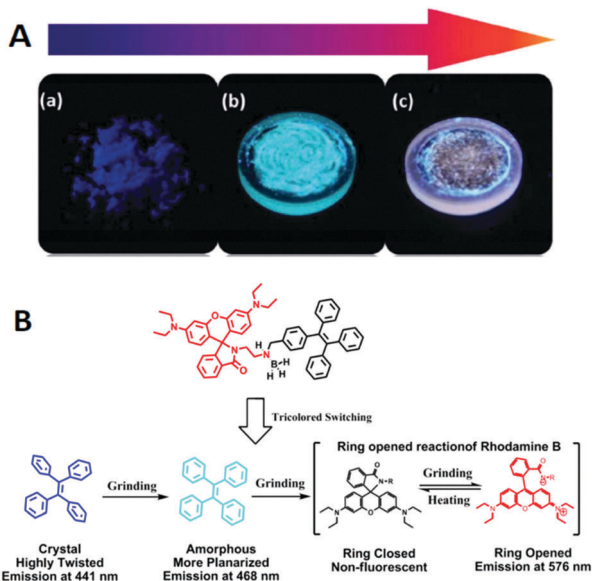 A
(a)
(b)
(c)
B
N
O
N
N
O
H
N
B
H
H
H
Tricolored Switching
Ring opened reactionof Rhodamine B
Grinding
Grinding
Grinding
Heating
O
N-R
N
O
N
O
N-R
⊖
N
O
N
⊕
Crystal
Highly Twisted
Emission at 441 nm
Amorphous
More Planarized
Emission at 468 nm
Ring Closed
Non-fluorescent
Ring Opened
Emission at 576 nm